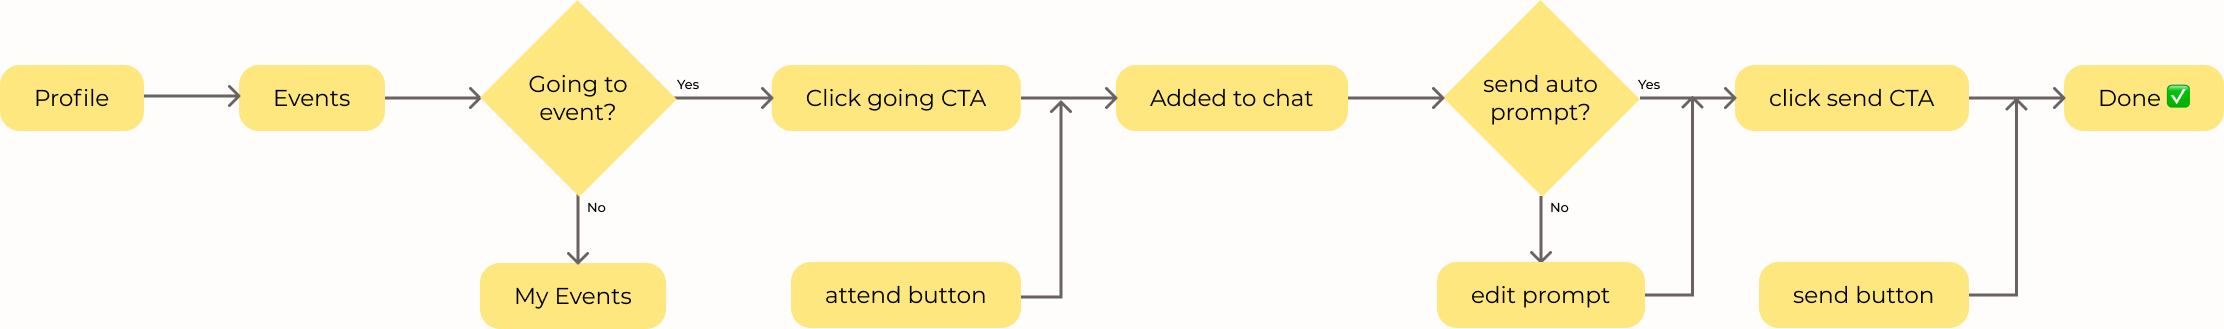 Profile
Events
Going to
event?
Yes
No
My Events
Click going CTA
attend button
Added to chat
send auto
prompt?
Yes
No
edit prompt
click send CTA
send button
Done ✅